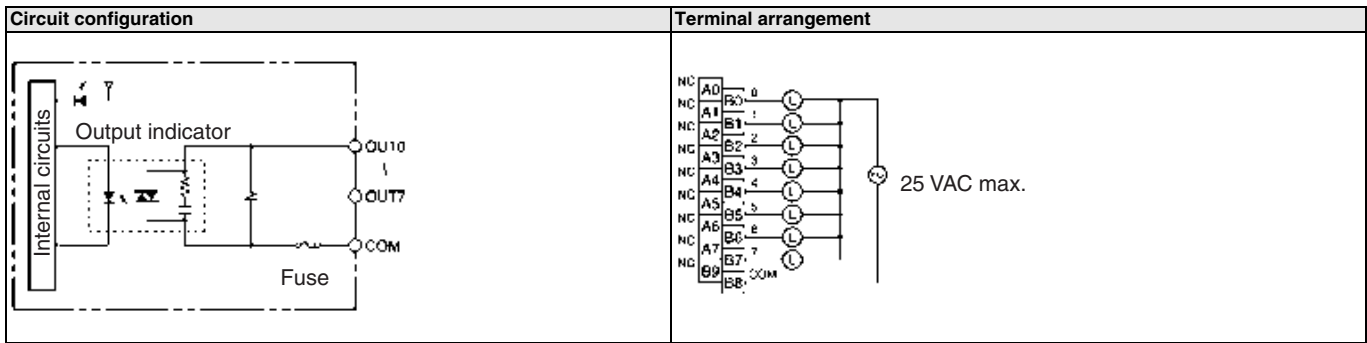 Circuit configuration
Terminal arrangement
Internal circuits
Output indicator
OU10
OUT7
COM
Fuse
NC
A0
0
B0
NC
A1
1
B1
NC
A2
2
B2
NC
A3
3
B3
NC
A4
4
B4
NC
A5
5
B5
NC
A6
6
B6
NC
A7
7
B7
NC
B9
COM
B8
L
L
L
L
L
L
L
L
25 VAC max.